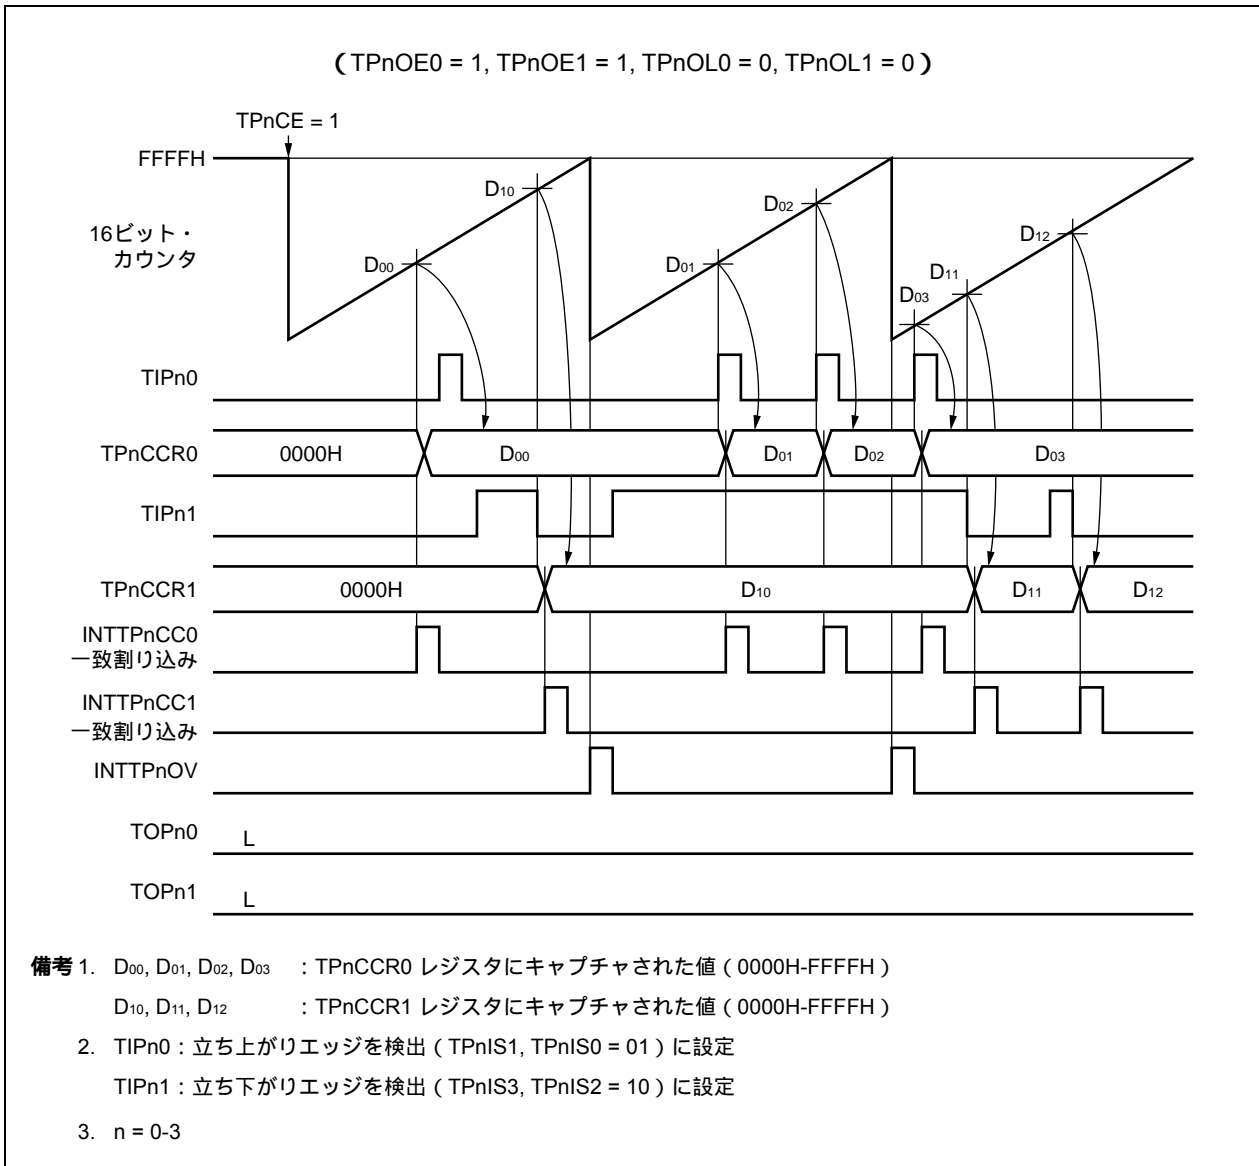 （TPnOE0 = 1, TPnOE1 = 1, TPnOL0 = 0, TPnOL1 = 0）
TPnCE = 1
FFFFH
16ビット・
カウンタ
D00
D10
D01
D02
D03
D11
D12
TIPn0
TPnCCR0
0000H
D00
D01
D02
D03
TIPn1
TPnCCR1
0000H
D10
D11
D12
INTTPnCC0
一致割り込み
INTTPnCC1
一致割り込み
INTTPnOV
TOPn0
L
TOPn1
L
備考 1. D00, D01, D02, D03 ：TPnCCR0 レジスタにキャプチャされた値（0000H-FFFFH）
D10, D11, D12 ：TPnCCR1 レジスタにキャプチャされた値（0000H-FFFFH）
2. TIPn0：立ち上がりエッジを検出（TPnIS1, TPnIS0 = 01）に設定
TIPn1：立ち下がりエッジを検出（TPnIS3, TPnIS2 = 10）に設定
3. n = 0-3